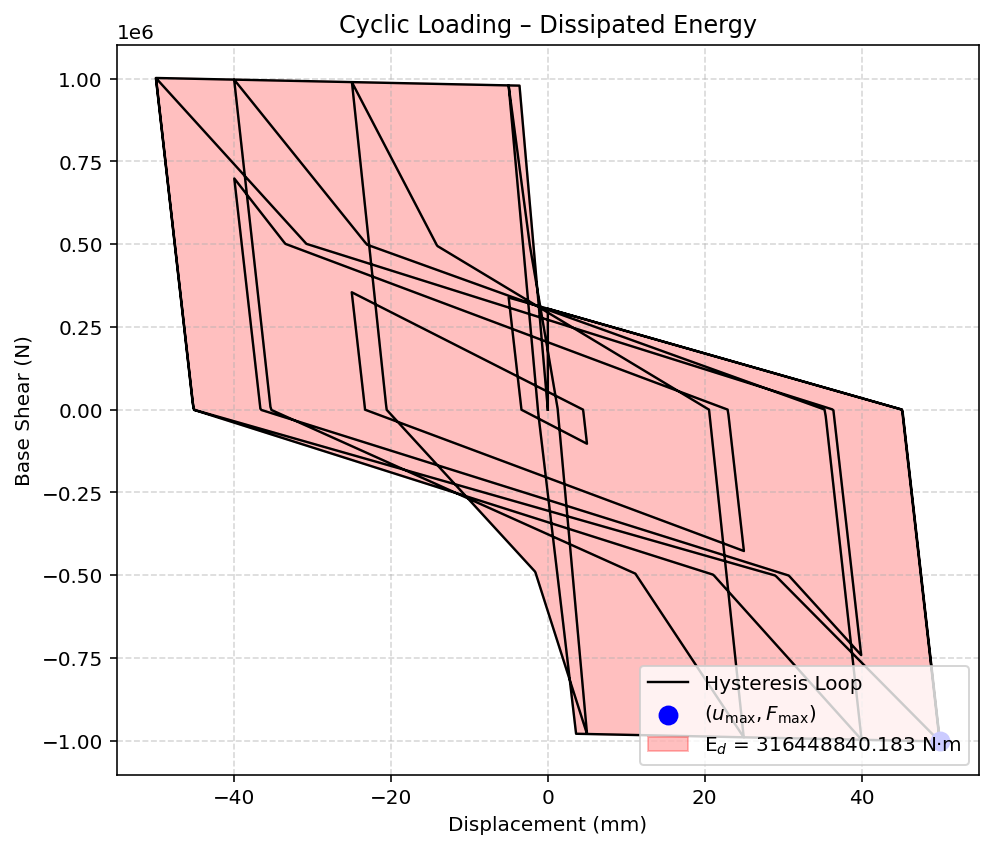 Cyclic Loading – Dissipated Energy
1e6
1.00
0.75
0.50
0.25
0.00
−0.25
−0.50
−0.75
−1.00
Base Shear (N)
Hysteresis Loop
(u_max, F_max)
E_d = 316448840.183 N·m
−40 −20 0 20 40
Displacement (mm)